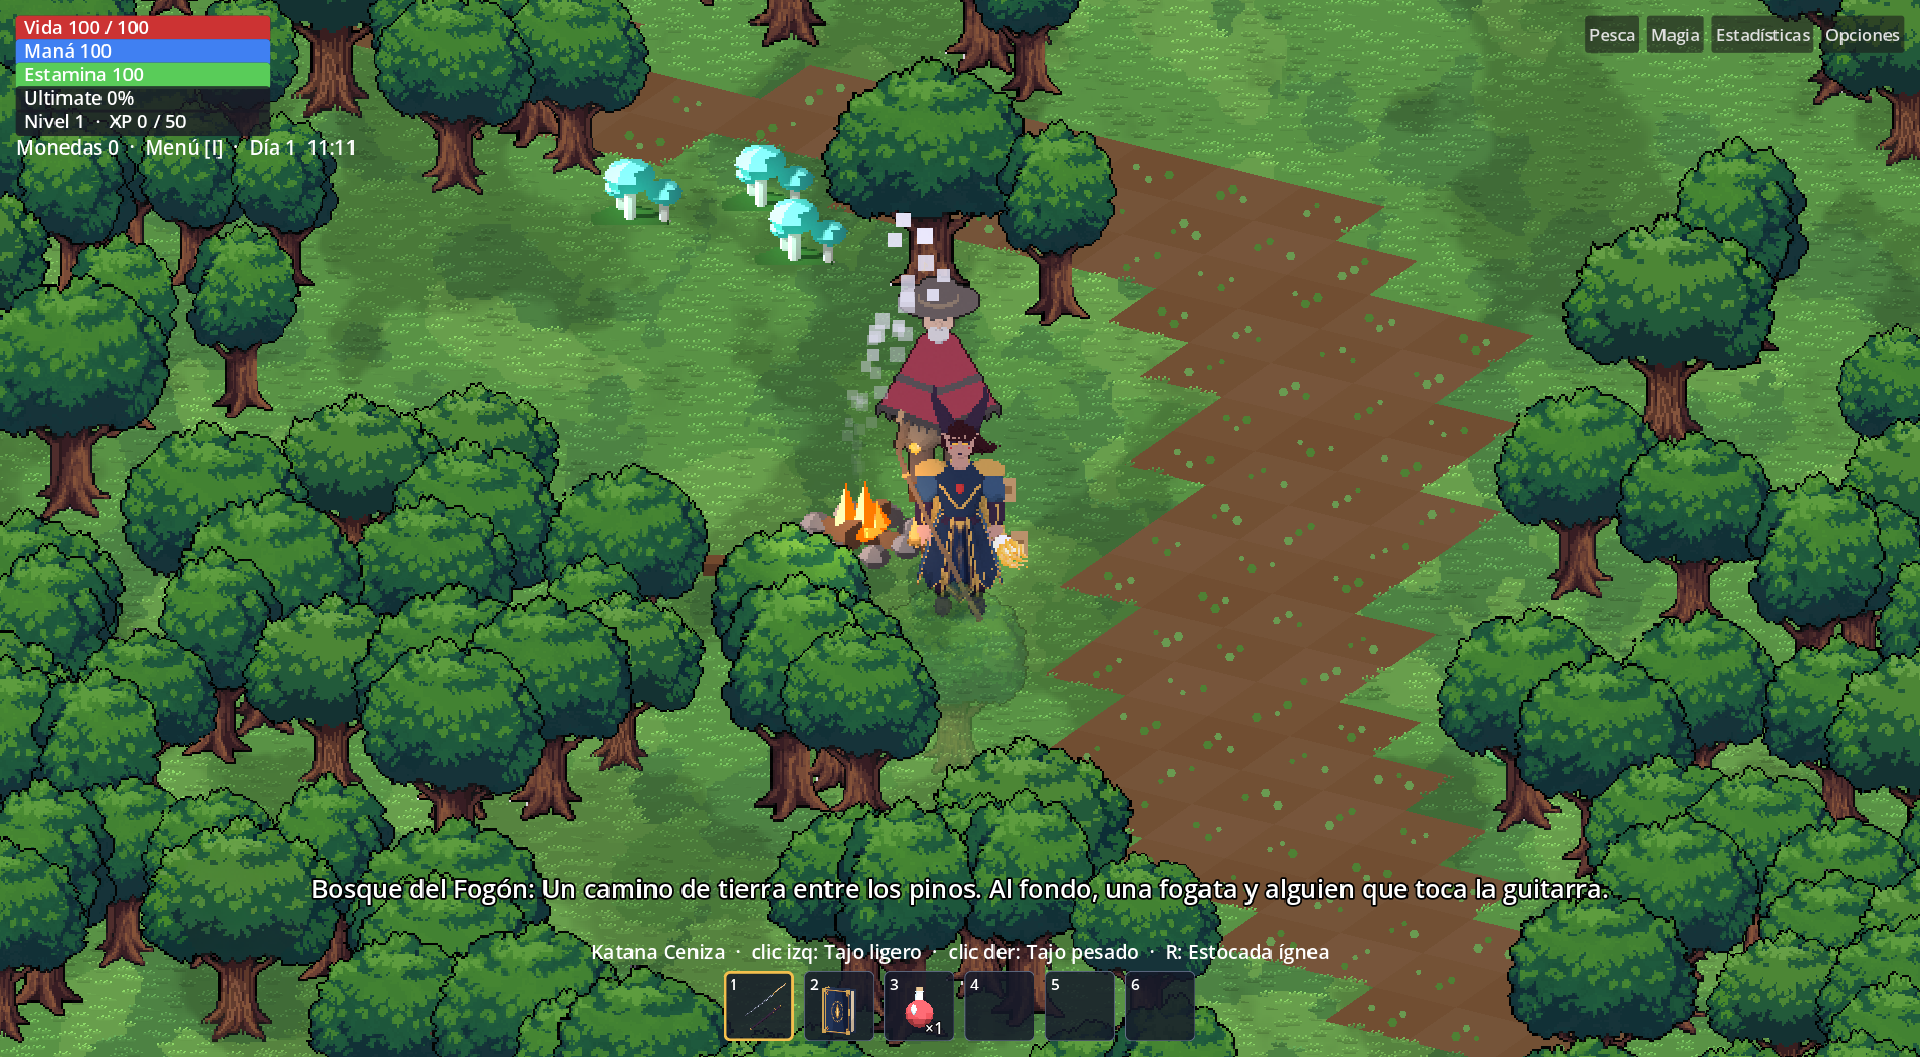 Vida 100 / 100
Maná 100
Estamina 100
Ultimate 0%
Nivel 1 · XP 0 / 50
Monedas 0 · Menú [I] · Día 1 11:11
Pesca Magia Estadísticas Opciones
Bosque del Fogón: Un camino de tierra entre los pinos. Al fondo, una fogata y alguien que toca la guitarra.
Katana Ceniza · clic izq: Tajo ligero · clic der: Tajo pesado · R: Estocada ígnea
1 2 3 4 5 6
×1